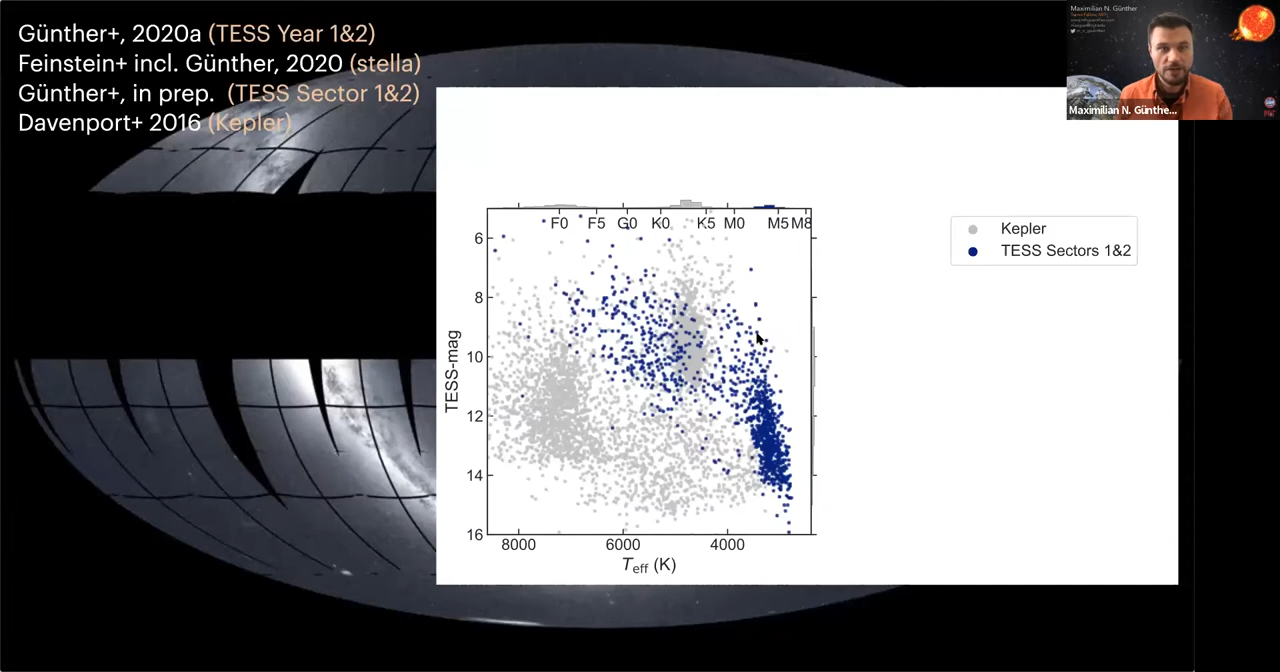 Günther+, 2020a (TESS Year 1&2)
Feinstein+ incl. Günther, 2020 (stella)
Günther+, in prep. (TESS Sector 1&2)
Davenport+ 2016 (Kepler)
Maximilian N. Günther
Maximilian N. Günthe...
F0 F5 G0 K0 K5 M0 M5 M8
Kepler
TESS Sectors 1&2
6
8
10
12
14
16
TESS-mag
8000 6000 4000
Teff (K)